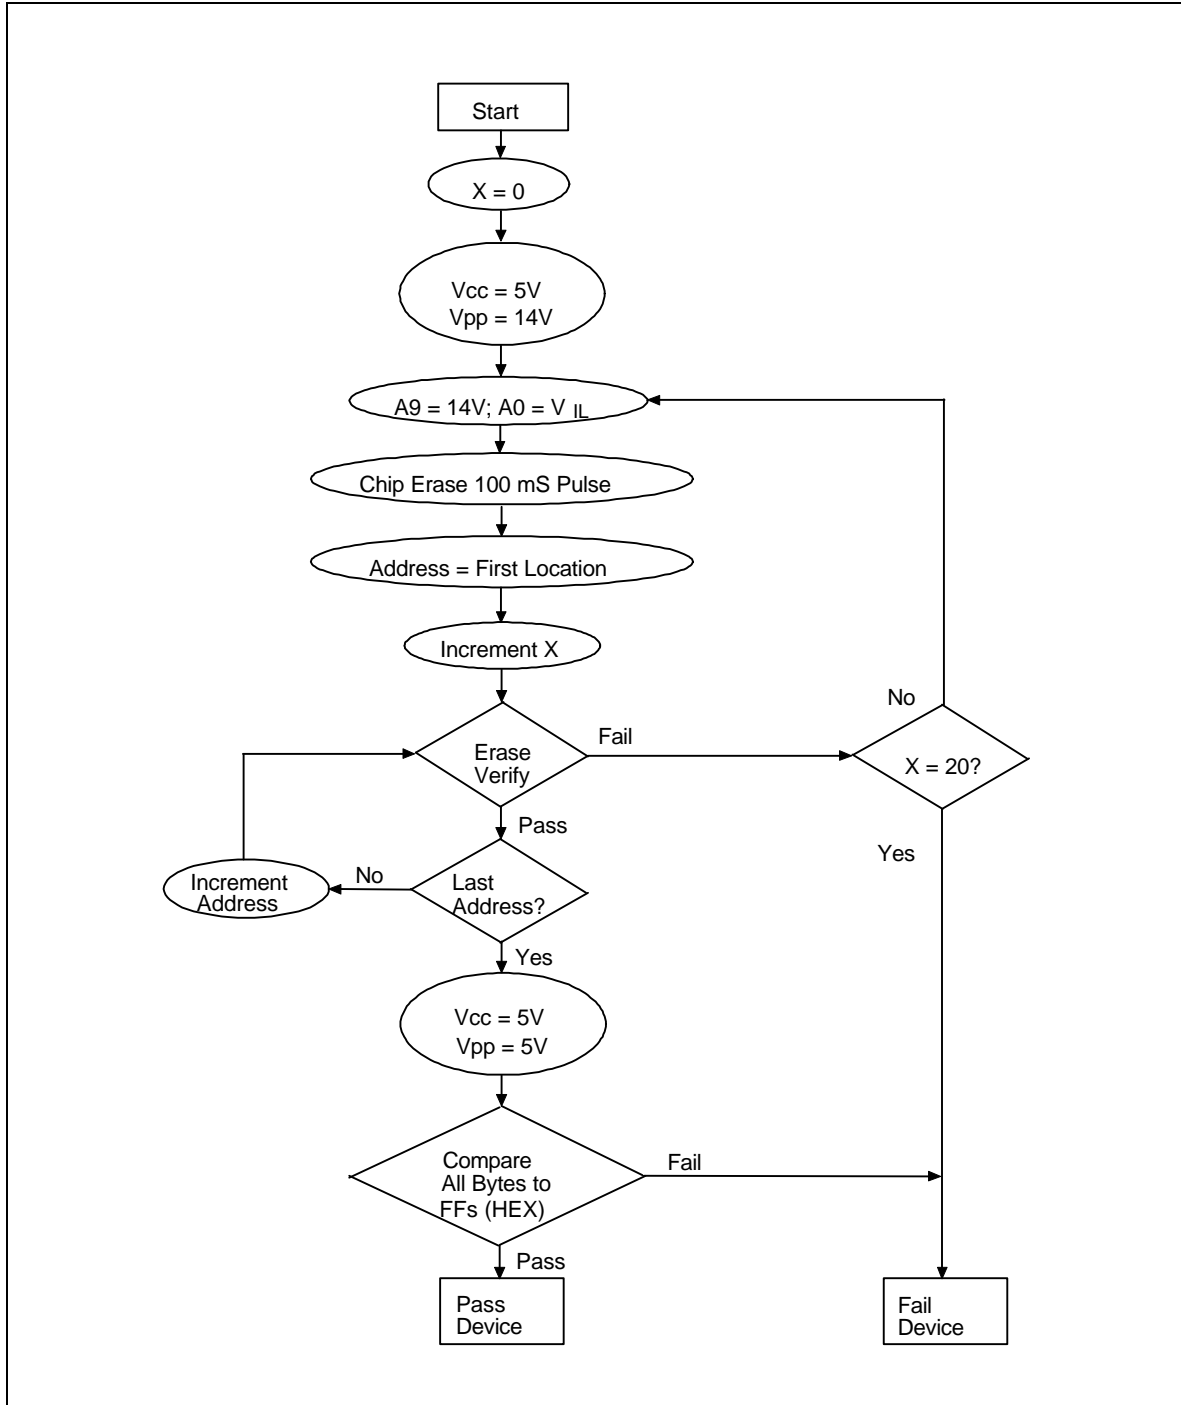 Start
X = 0
Vcc = 5V
Vpp = 14V
A9 = 14V; A0 = V IL
Chip Erase 100 mS Pulse
Address = First Location
Increment X
Erase
Verify
Fail
No
X = 20?
Pass
Yes
Increment
Address
No
Last
Address?
Yes
Vcc = 5V
Vpp = 5V
Compare
All Bytes to
FFs (HEX)
Fail
Pass
Pass
Device
Fail
Device